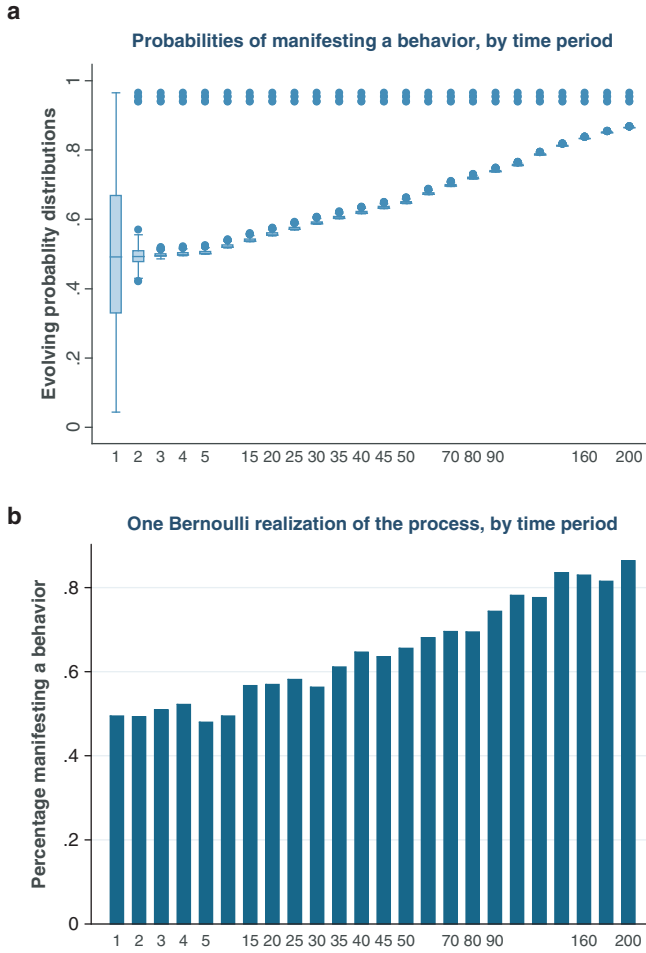 a
Probabilities of manifesting a behavior, by time period
Evolving probablity distributions
1
.8
.6
.4
.2
0
1 2 3 4 5 15 20 25 30 35 40 45 50 70 80 90 160 200
b
One Bernoulli realization of the process, by time period
Percentage manifesting a behavior
.8
.6
.4
.2
0
1 2 3 4 5 15 20 25 30 35 40 45 50 70 80 90 160 200